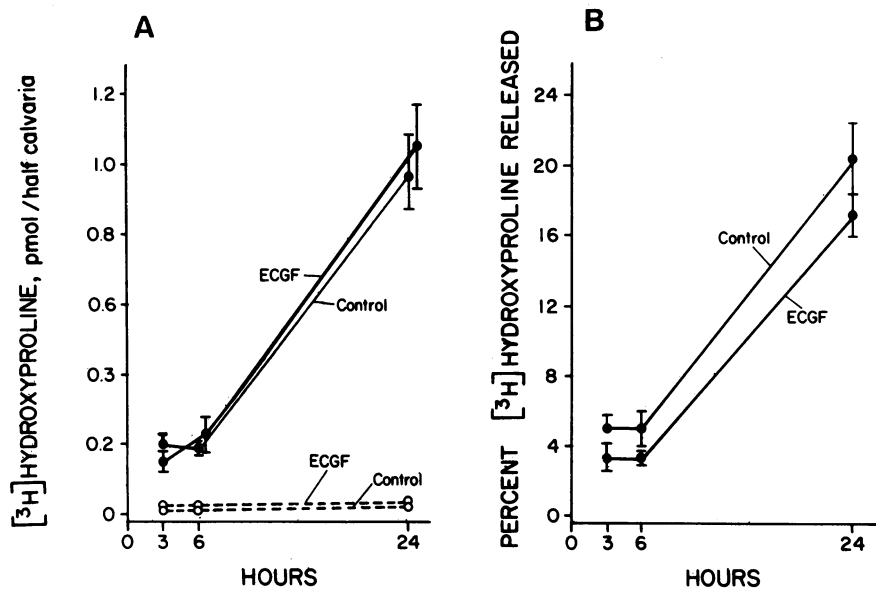 A
[³H]HYDROXYPROLINE, pmol/half calvaria
1.2
1.0
0.8
0.6
0.3
0.2
0
ECGF
Control
ECGF
Control
0 3 6 24
HOURS
B
PERCENT [³H]HYDROXYPROLINE RELEASED
24
20
16
12
8
4
0
Control
ECGF
0 3 6 24
HOURS